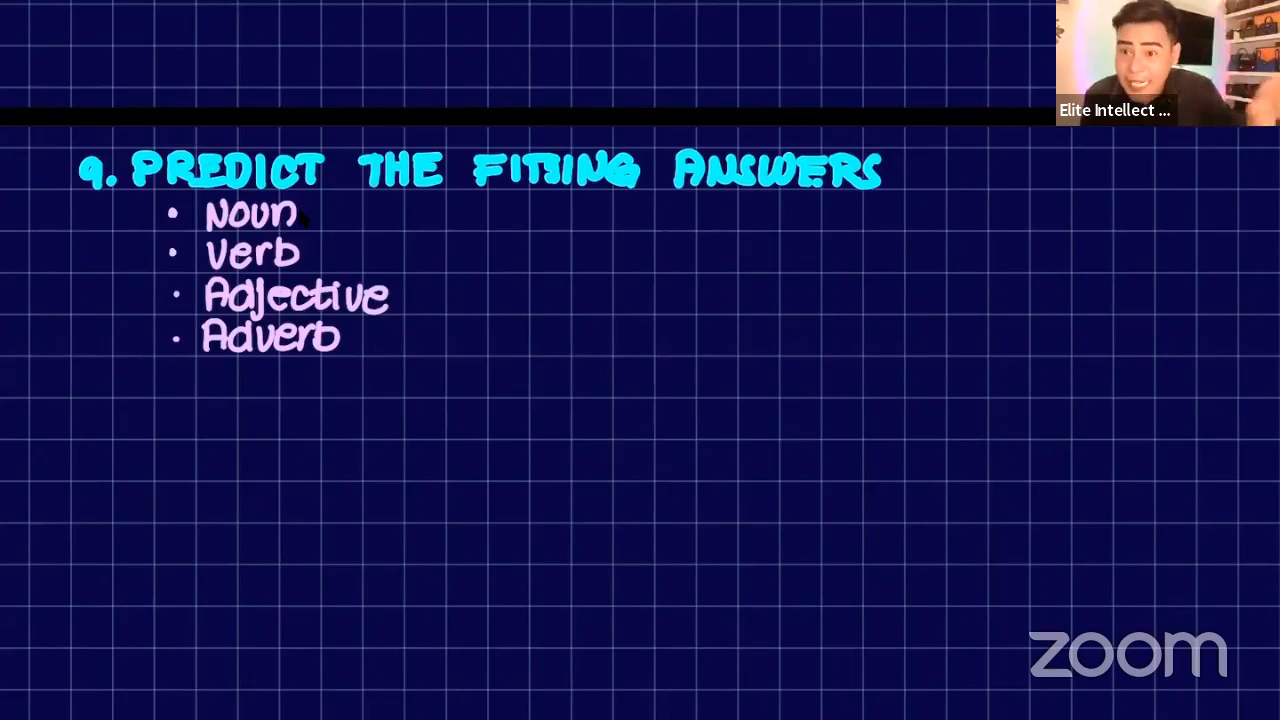 Elite Intellect ...
9. PREDICT THE FITTING ANSWERS
• Noun
• Verb
• Adjective
• Adverb
zoom